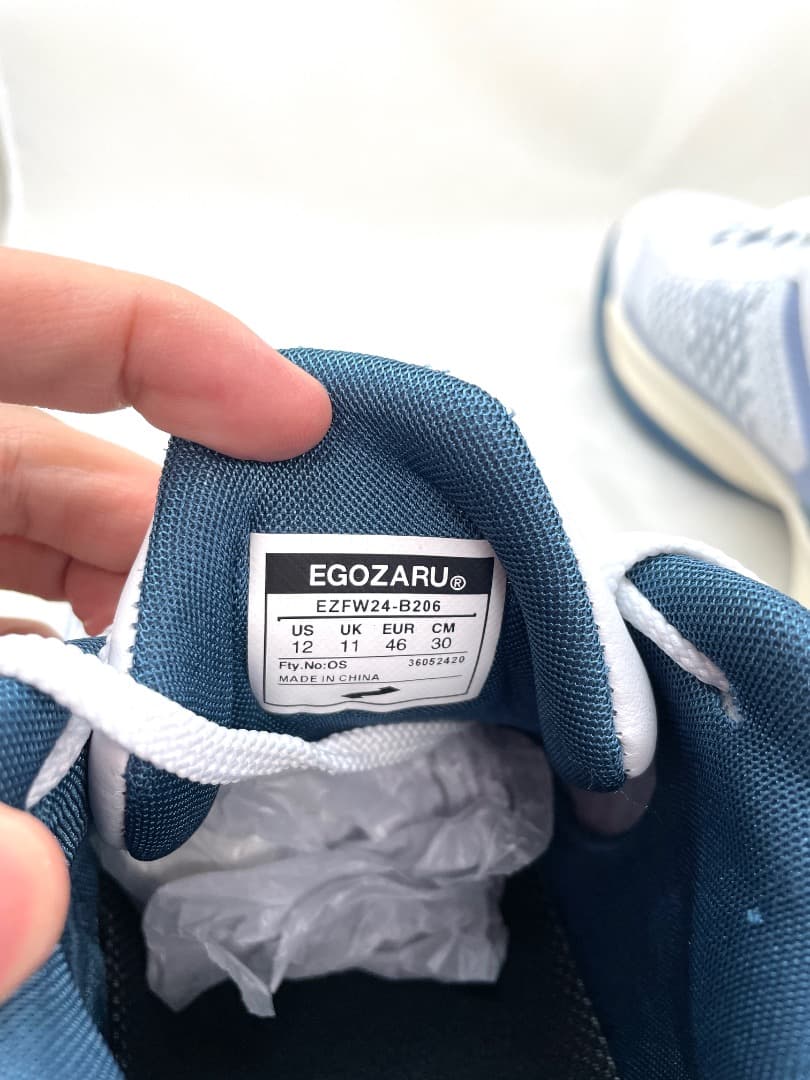 EGOZARU®
EZFW24-B206
US UK EUR CM
12 11 46 30
Fty.No:OS 36052420
MADE IN CHINA